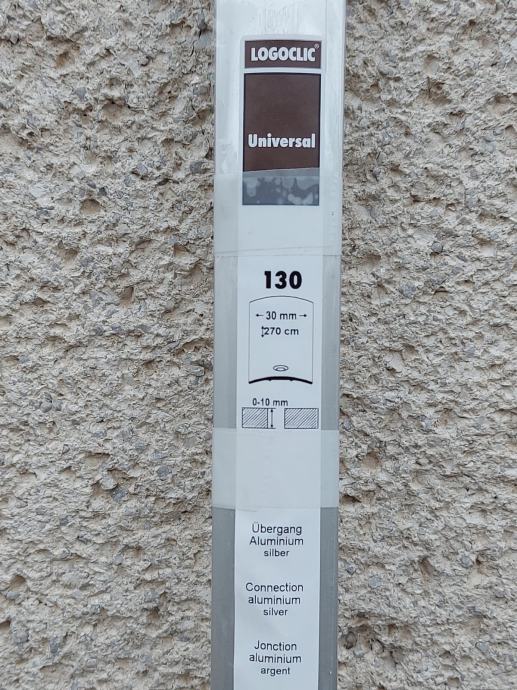 LOGOCLIC®
Universal
130
30 mm
270 cm
0-10 mm
Übergang
Aluminium
silber
Connection
aluminium
silver
Jonction
aluminium
argent